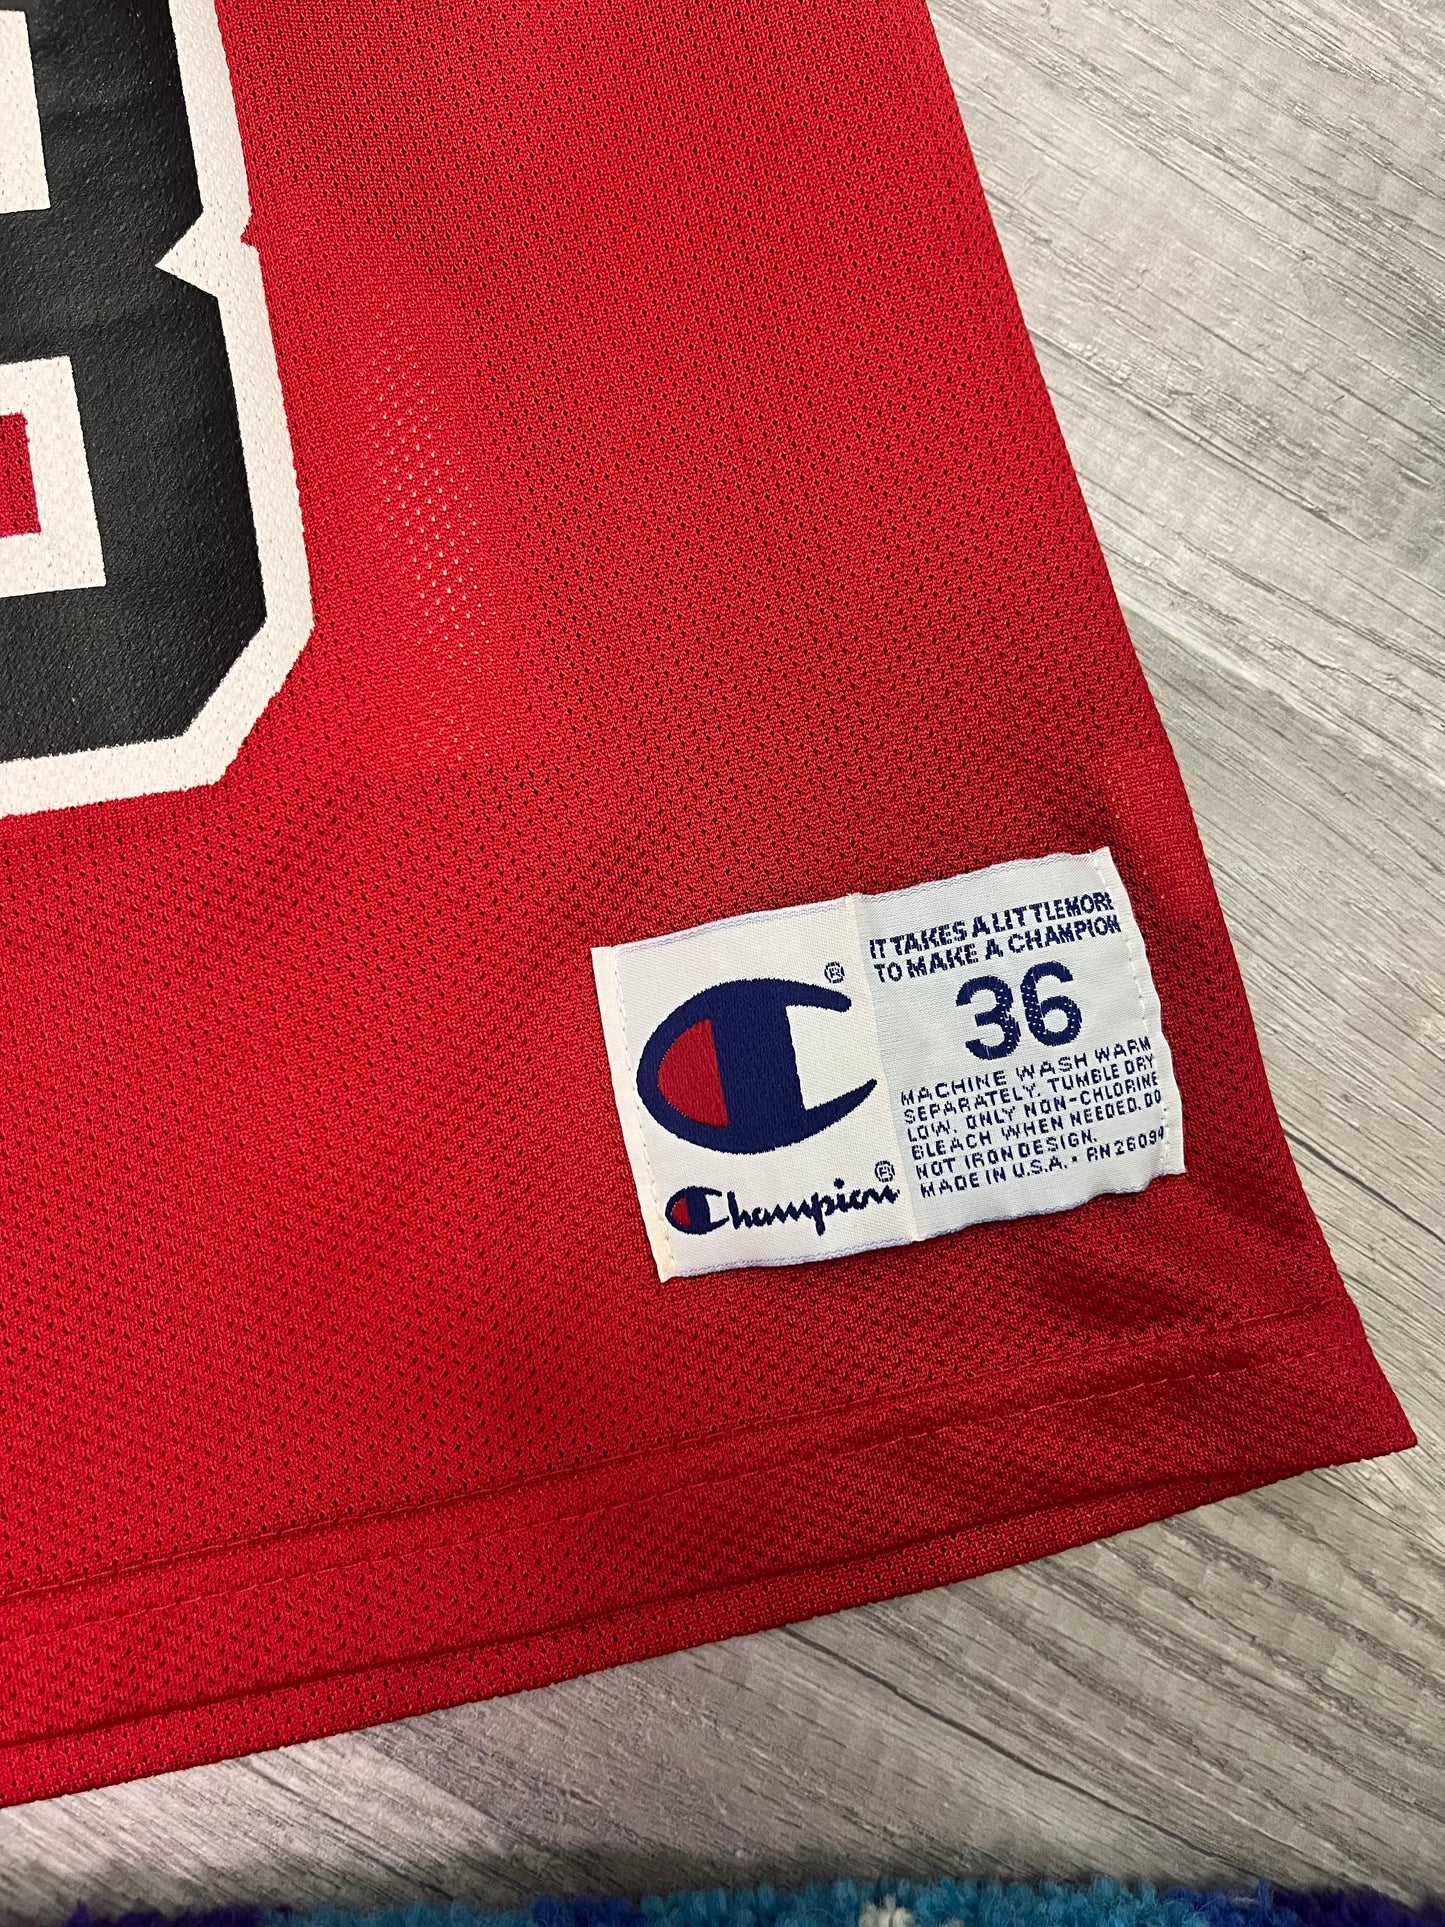 8
IT TAKES A LITTLE MORE
TO MAKE A CHAMPION
36
MACHINE WASH WARM
SEPARATELY. TUMBLE DRY
LOW. ONLY NON-CHLORINE
BLEACH WHEN NEEDED. DO
NOT IRON DESIGN.
MADE IN U.S.A. • RN 26094
®
Champion®